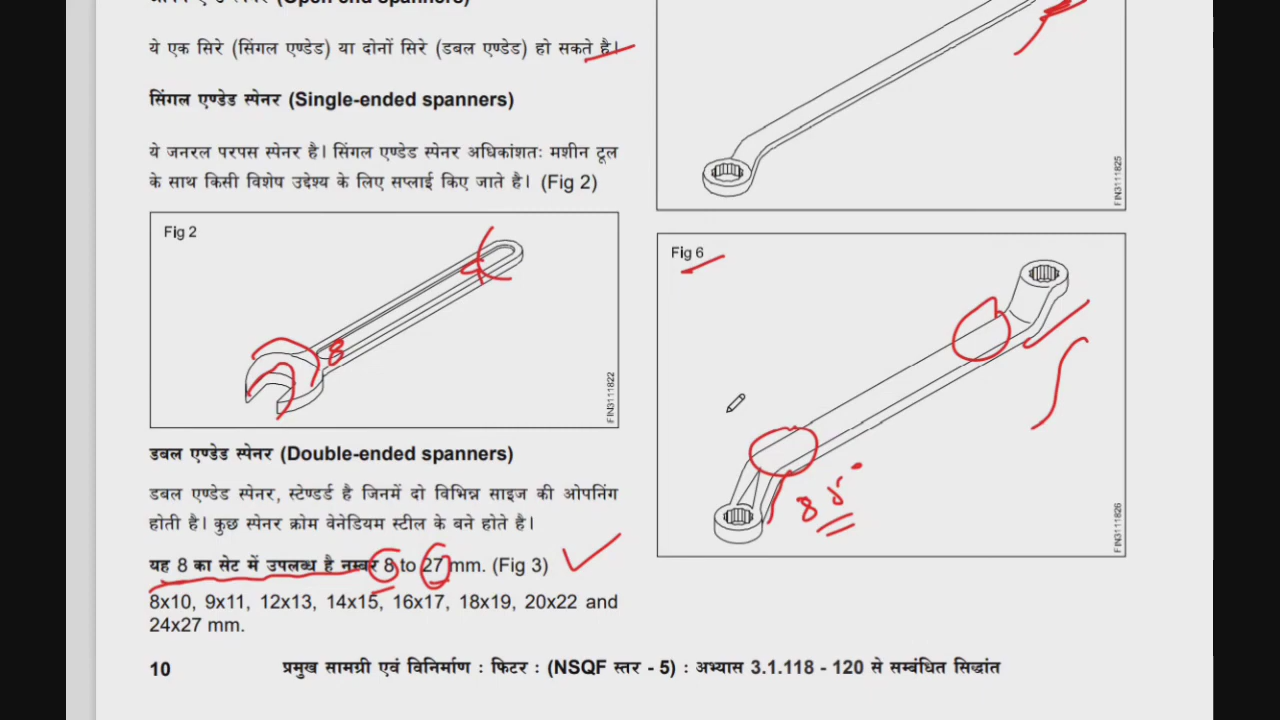 ये एक सिरे (सिंगल एण्डेड) या दोनों सिरे (डबल एण्डेड) हो सकते है।
सिंगल एण्डेड स्पेनर (Single-ended spanners)
ये जनरल परपस स्पेनर है। सिंगल एण्डेड स्पेनर अधिकांशतः मशीन टूल
के साथ किसी विशेष उद्देश्य के लिए सप्लाई किए जाते है। (Fig 2)
Fig 2
8
FIN3111822
डबल एण्डेड स्पेनर (Double-ended spanners)
डबल एण्डेड स्पेनर, स्टेण्डर्ड है जिनमें दो विभिन्न साइज की ओपनिंग
होती है। कुछ स्पेनर क्रोम वेनेडियम स्टील के बने होते है।
यह 8 का सेट में उपलब्ध है नम्बर 8 to 27 mm. (Fig 3)
8x10, 9x11, 12x13, 14x15, 16x17, 18x19, 20x22 and
24x27 mm.
FIN3111825
Fig 6
FIN3111826
10 प्रमुख सामग्री एवं विनिर्माण : फिटर : (NSQF स्तर - 5) : अभ्यास 3.1.118 - 120 से सम्बंधित सिद्धांत